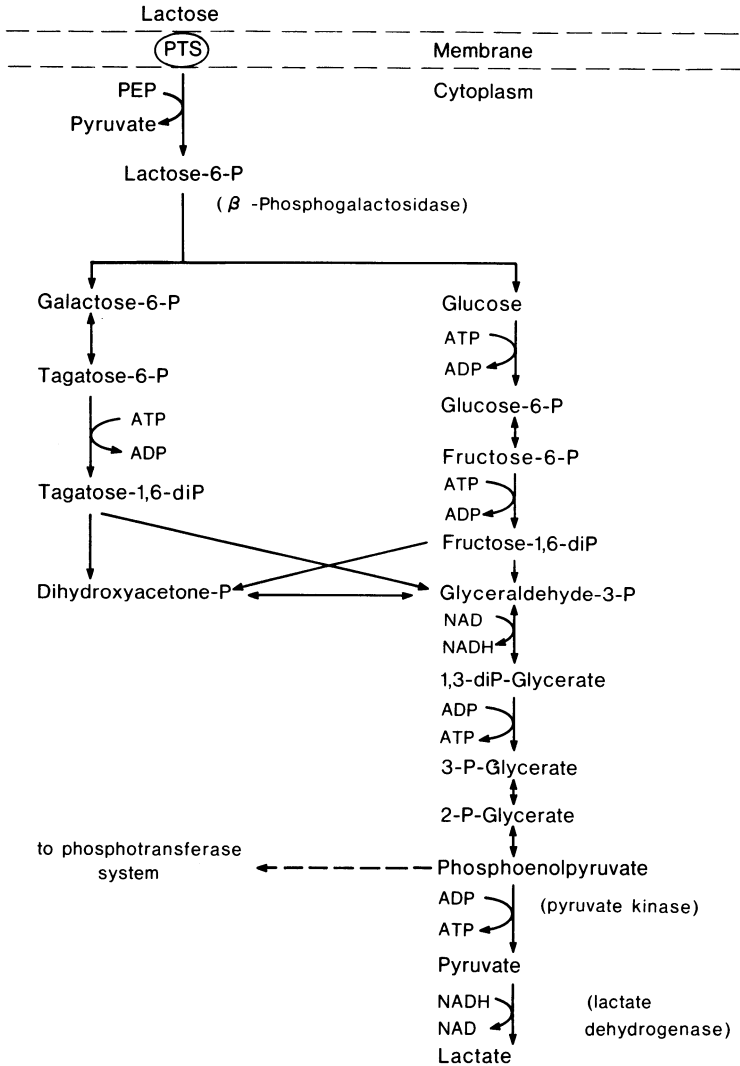 Lactose
PTS
Membrane
PEP
Cytoplasm
Pyruvate
Lactose-6-P
(β -Phosphogalactosidase)
Galactose-6-P
Glucose
ATP
ADP
Tagatose-6-P
Glucose-6-P
ATP
ADP
Fructose-6-P
ATP
ADP
Tagatose-1,6-diP
Fructose-1,6-diP
Dihydroxyacetone-P
Glyceraldehyde-3-P
NAD
NADH
1,3-diP-Glycerate
ADP
ATP
3-P-Glycerate
2-P-Glycerate
to phosphotransferase
system
Phosphoenolpyruvate
ADP
ATP
(pyruvate kinase)
Pyruvate
NADH
NAD
(lactate
dehydrogenase)
Lactate